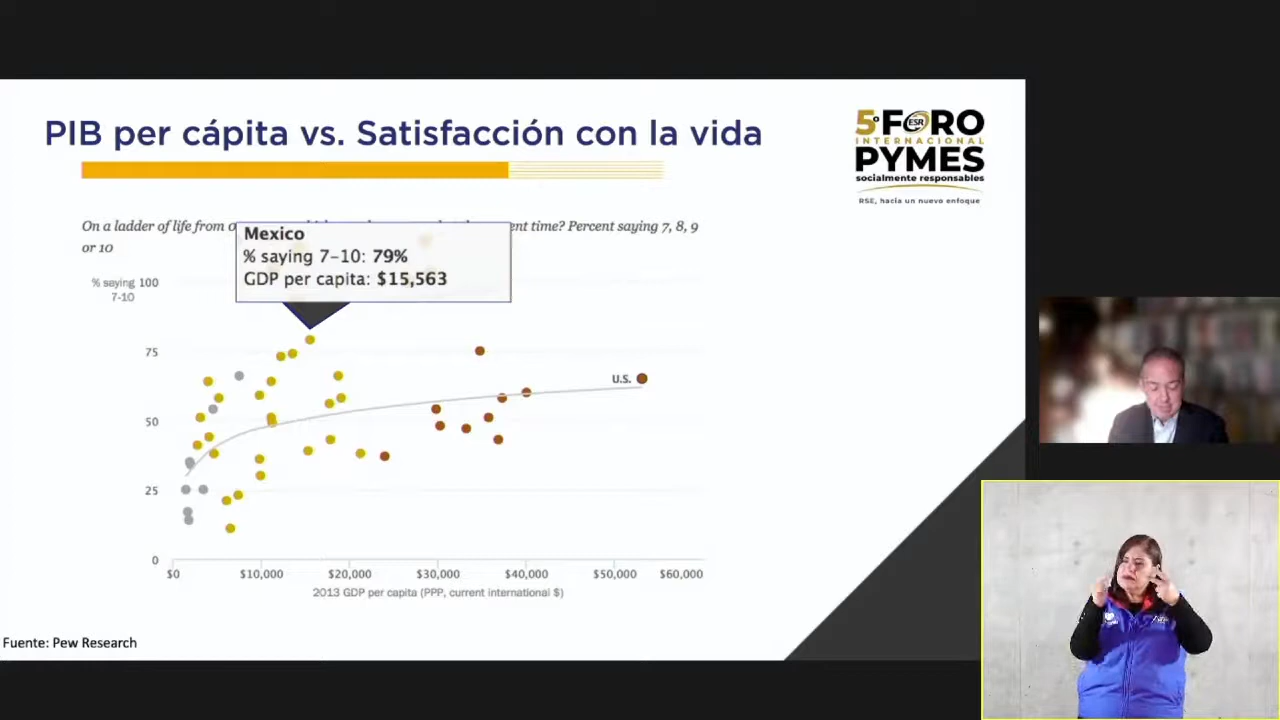 PIB per cápita vs. Satisfacción con la vida
5º FORO
ESR
INTERNACIONAL
PYMES
socialmente responsables
RSE, hacia un nuevo enfoque
On a ladder of life from 0 ent time? Percent saying 7, 8, 9
or 10
Mexico
% saying 7–10: 79%
GDP per capita: $15,563
% saying 100
7-10
75
U.S.
50
25
0
$0 $10,000 $20,000 $30,000 $40,000 $50,000 $60,000
2013 GDP per capita (PPP, current international $)
Fuente: Pew Research